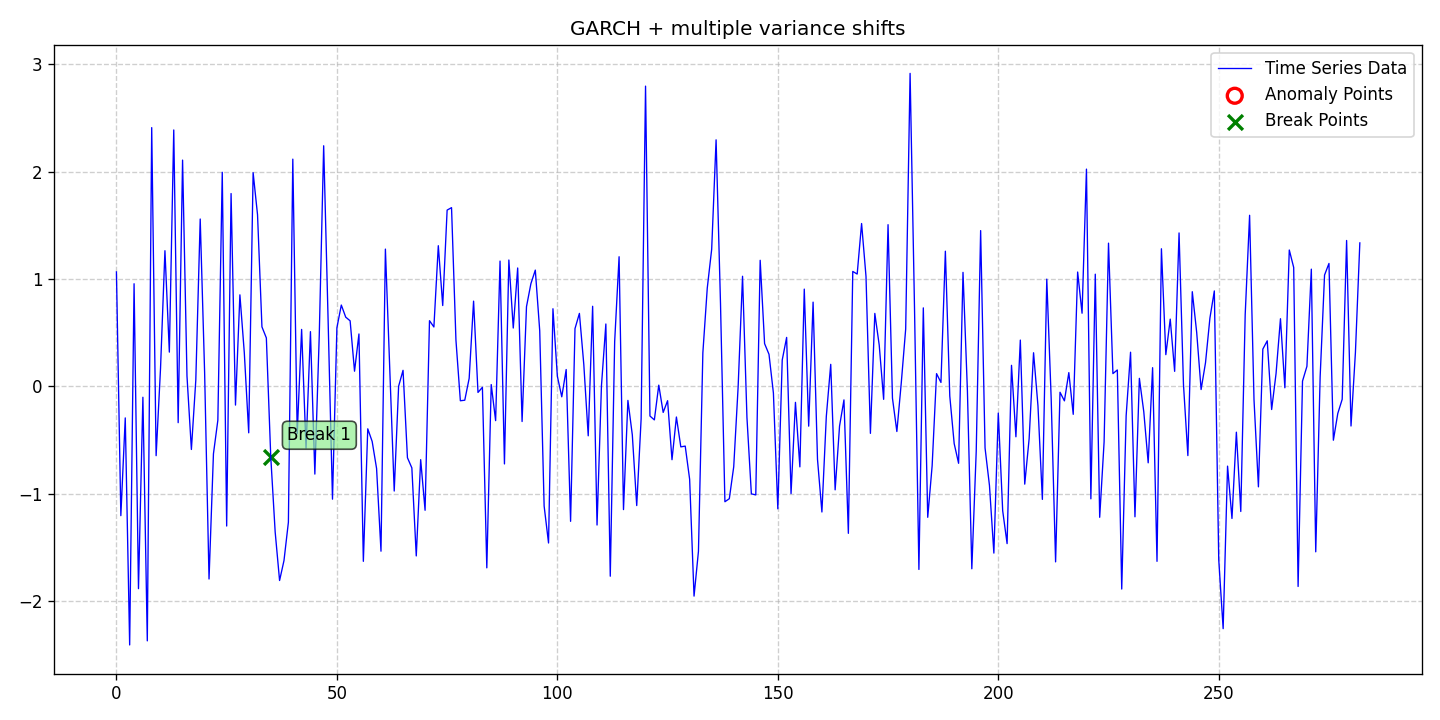 GARCH + multiple variance shifts
Time Series Data
Anomaly Points
Break Points
Break 1
3
2
1
0
−1
−2
0
50
100
150
200
250